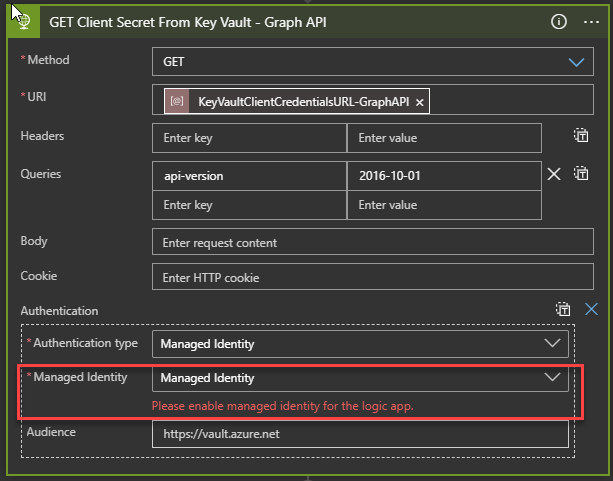 GET Client Secret From Key Vault - Graph API
* Method GET
* URI [@] KeyVaultClientCredentialsURL-GraphAPI ×
Headers Enter key Enter value
Queries api-version 2016-10-01
Enter key Enter value
Body Enter request content
Cookie Enter HTTP cookie
Authentication
* Authentication type Managed Identity
* Managed Identity Managed Identity
Please enable managed identity for the logic app.
Audience https://vault.azure.net